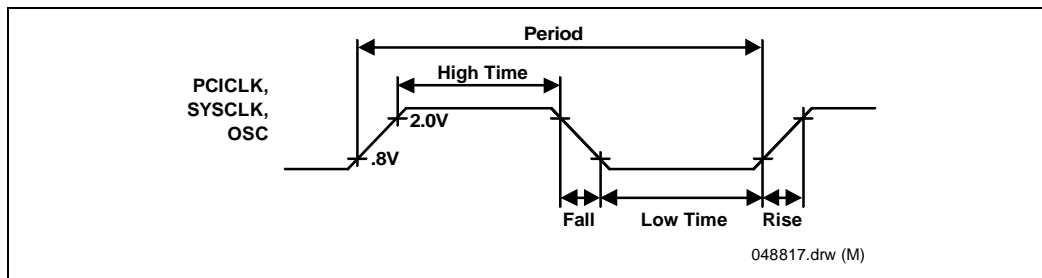 Period
High Time
PCICLK,
SYSCLK,
OSC
2.0V
.8V
Fall
Low Time
Rise
048817.drw (M)